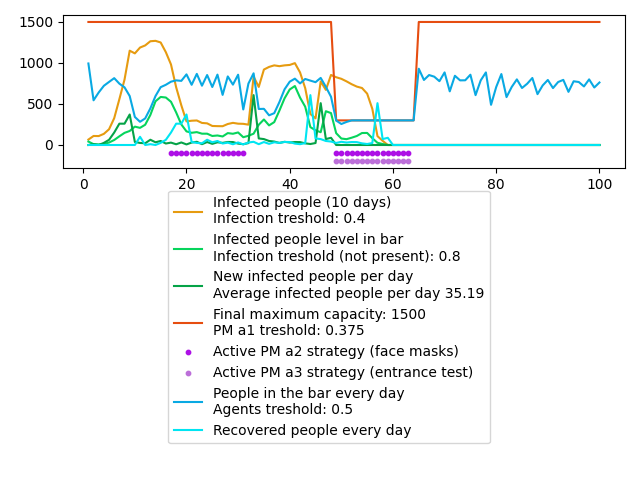 1500
1000
500
0
0
20
40
60
80
100
Infected people (10 days)
Infection treshold: 0.4
Infected people level in bar
Infection treshold (not present): 0.8
New infected people per day
Average infected people per day 35.19
Final maximum capacity: 1500
PM a1 treshold: 0.375
Active PM a2 strategy (face masks)
Active PM a3 strategy (entrance test)
People in the bar every day
Agents treshold: 0.5
Recovered people every day